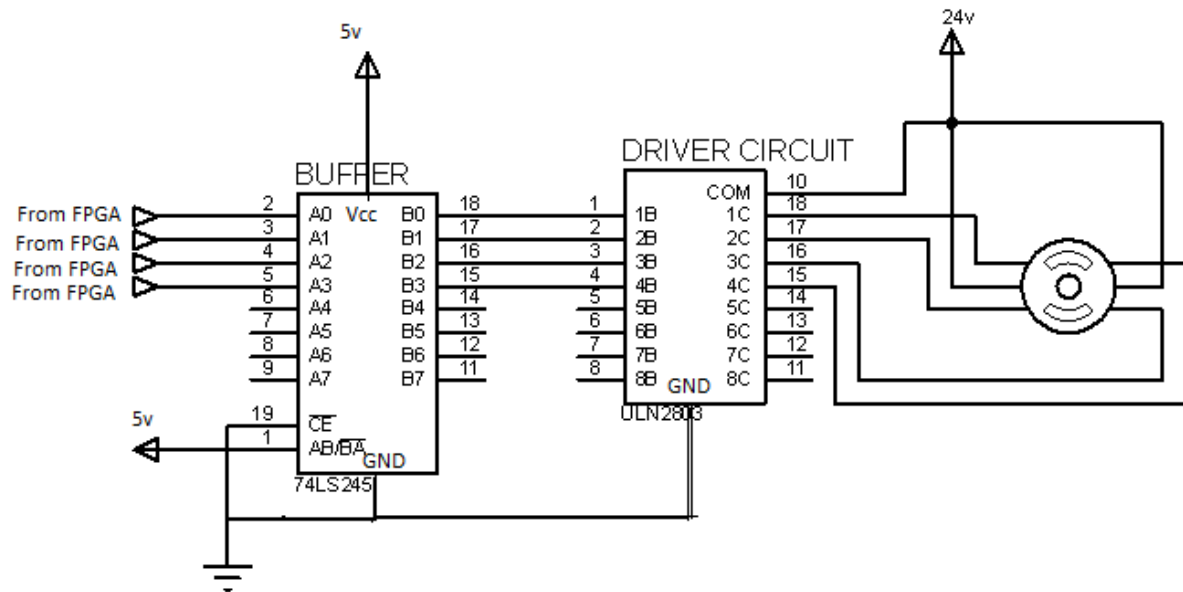 5v
24v
BUFFER
DRIVER CIRCUIT
From FPGA 2 A0 Vcc B0 18 1 1B COM 10
1C 18
From FPGA 3 A1 B1 17 2 2B 2C 17
From FPGA 4 A2 B2 16 3 3B 3C 16
From FPGA 5 A3 B3 15 4 4B 4C 15
6 A4 B4 14 5 5B 5C 14
7 A5 B5 13 6 6B 6C 13
8 A6 B6 12 7 7B 7C 12
9 A7 B7 11 8 8B GND 8C 11
5v 19 CE ULN2803
1 AB/BA GND
74LS245